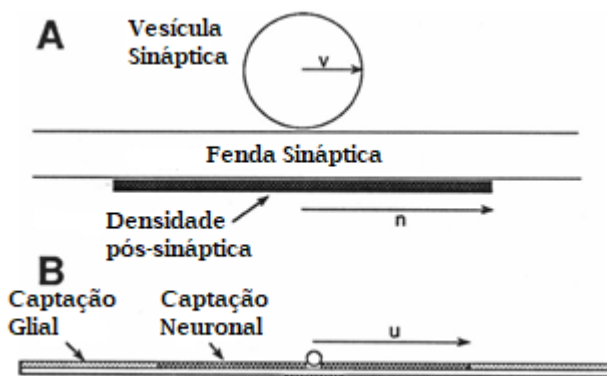 A
Vesícula
Sináptica
v
Fenda Sináptica
Densidade
pós-sináptica
n
B
Captação
Glial
Captação
Neuronal
u